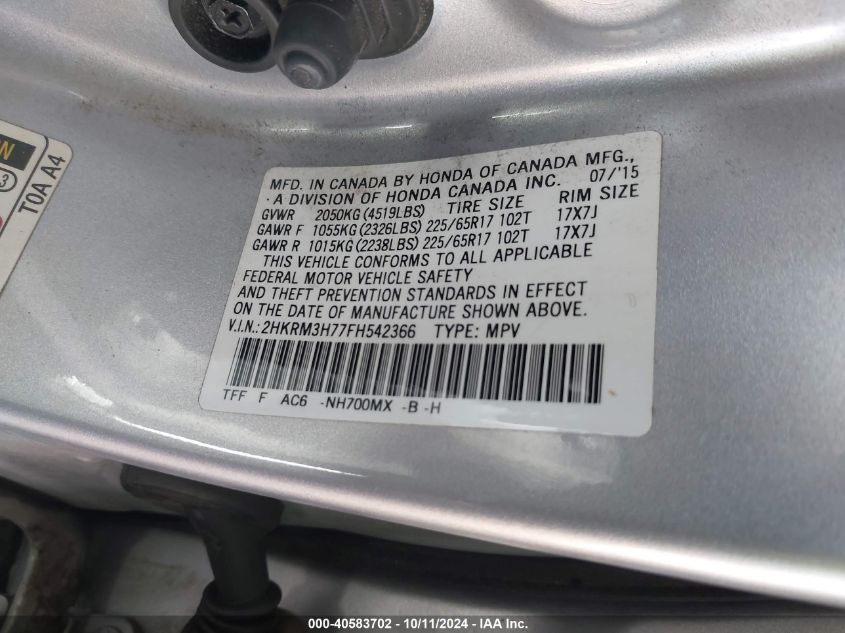 N
3
T0A A4
MFD. IN CANADA BY HONDA OF CANADA MFG.,
A DIVISION OF HONDA CANADA INC. 07/'15
GVWR 2050KG (4519LBS) TIRE SIZE RIM SIZE
GAWR F 1055KG (2326LBS) 225/65R17 102T 17X7J
GAWR R 1015KG (2238LBS) 225/65R17 102T 17X7J
THIS VEHICLE CONFORMS TO ALL APPLICABLE
FEDERAL MOTOR VEHICLE SAFETY
AND THEFT PREVENTION STANDARDS IN EFFECT
ON THE DATE OF MANUFACTURE SHOWN ABOVE.
V.I.N.: 2HKRM3H77FH542366 TYPE: MPV
TFF F AC6 -NH700MX -B -H
000-40583702 - 10/11/2024 - IAA Inc.